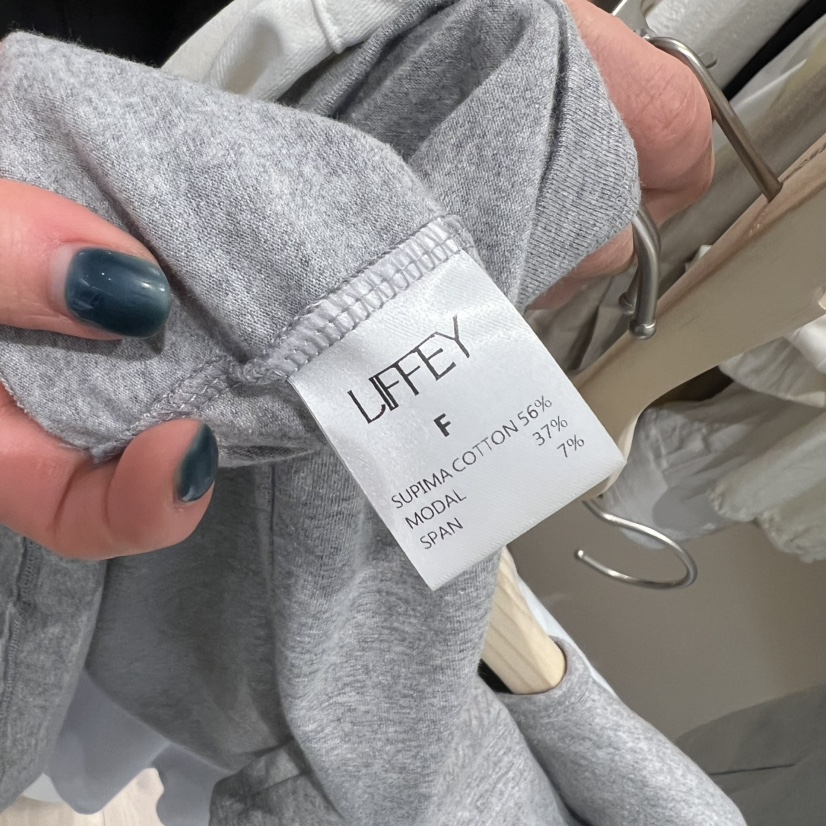 LIFFEY
F
SUPIMA COTTON 56%
MODAL 37%
SPAN 7%